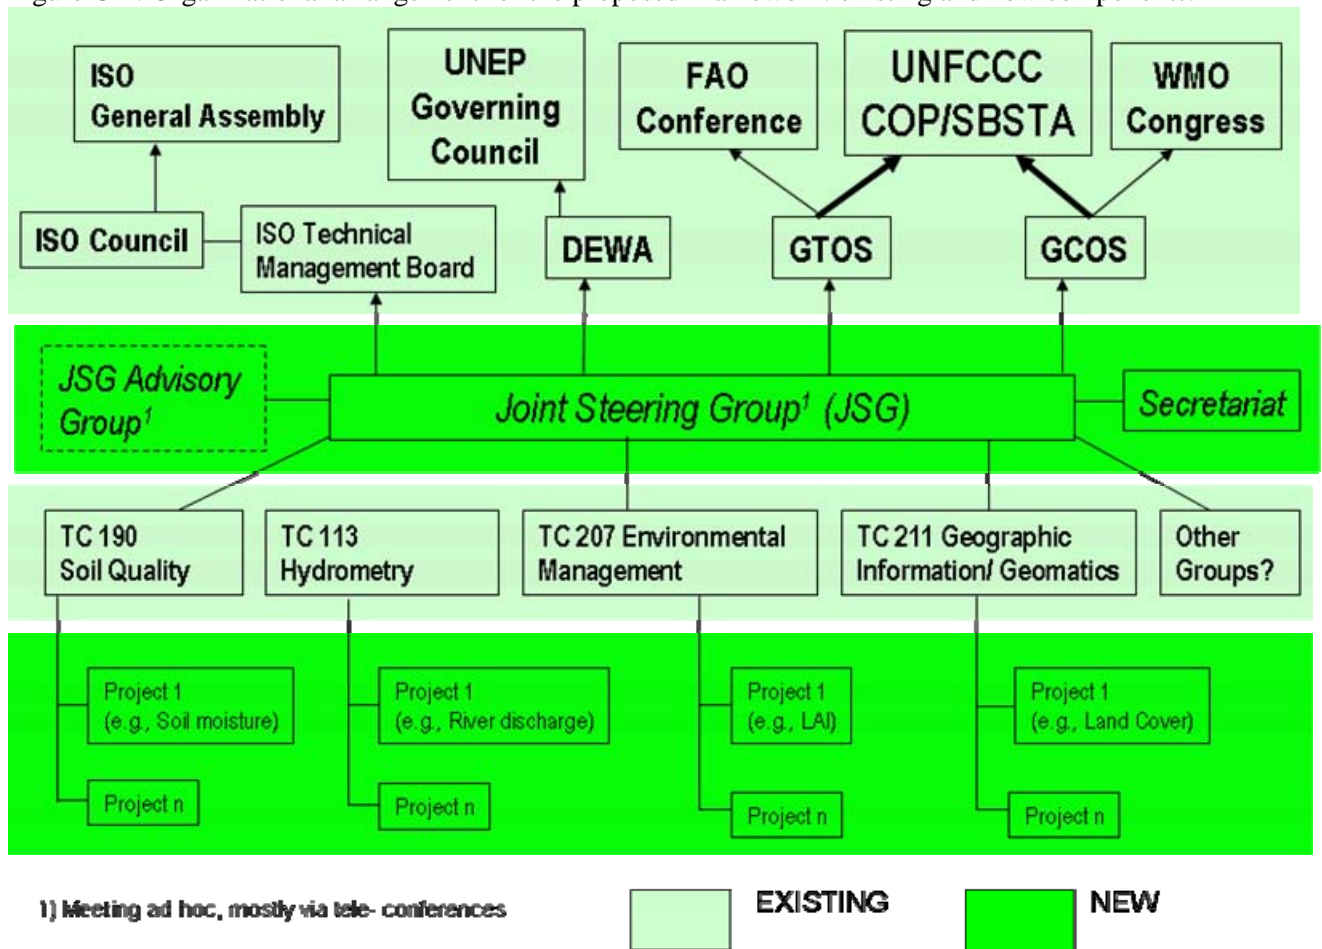 ISO
General Assembly
UNEP
Governing
Council
FAO
Conference
UNFCCC
COP/SBSTA
WMO
Congress
ISO Council
ISO Technical
Management Board
DEWA
GTOS
GCOS
JSG Advisory
Group¹
Joint Steering Group¹ (JSG)
Secretariat
TC 190
Soil Quality
TC 113
Hydrometry
TC 207 Environmental
Management
TC 211 Geographic
Information/ Geomatics
Other
Groups?
Project 1
(e.g., Soil moisture)
Project n
Project 1
(e.g., River discharge)
Project n
Project 1
(e.g., LAI)
Project n
Project 1
(e.g., Land Cover)
Project n
1) Meeting ad hoc, mostly via tele- conferences
EXISTING
NEW